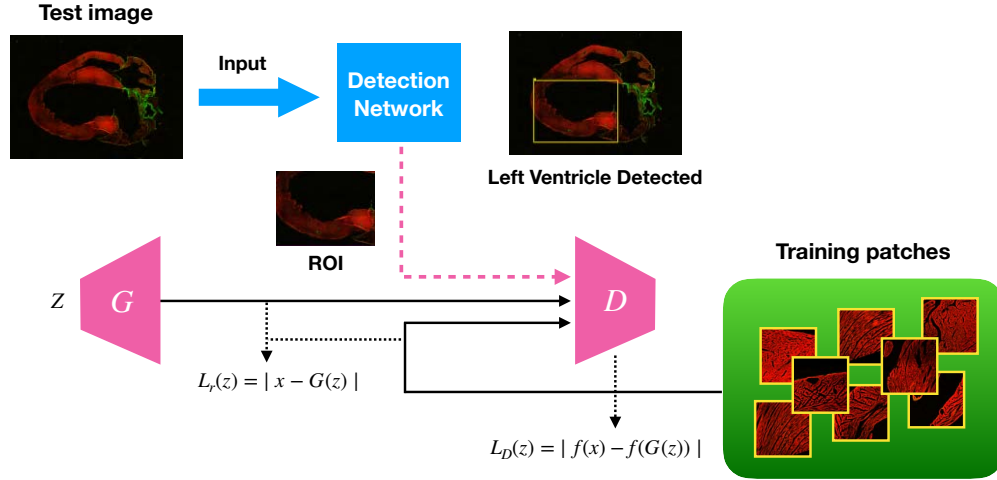 Test image
Input
Detection
Network
Left Ventricle Detected
ROI
Training patches
Z
G
D
L_r(z) = | x − G(z) |
L_D(z) = | f(x) − f(G(z)) |